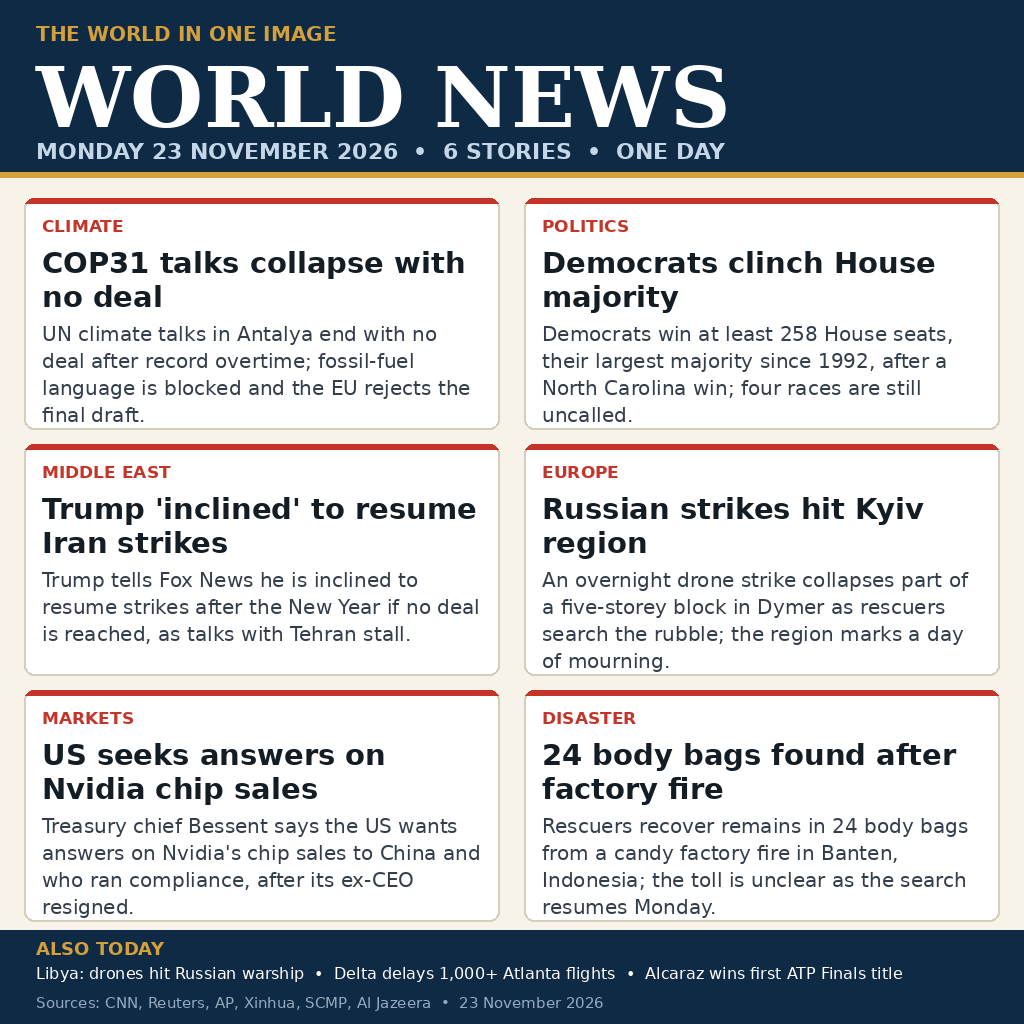 THE WORLD IN ONE IMAGE
WORLD NEWS
MONDAY 23 NOVEMBER 2026 • 6 STORIES • ONE DAY
CLIMATE
COP31 talks collapse with
no deal
UN climate talks in Antalya end with no
deal after record overtime; fossil-fuel
language is blocked and the EU rejects the
final draft.
POLITICS
Democrats clinch House
majority
Democrats win at least 258 House seats,
their largest majority since 1992, after a
North Carolina win; four races are still
uncalled.
MIDDLE EAST
Trump 'inclined' to resume
Iran strikes
Trump tells Fox News he is inclined to
resume strikes after the New Year if no deal
is reached, as talks with Tehran stall.
EUROPE
Russian strikes hit Kyiv
region
An overnight drone strike collapses part of
a five-storey block in Dymer as rescuers
search the rubble; the region marks a day
of mourning.
MARKETS
US seeks answers on
Nvidia chip sales
Treasury chief Bessent says the US wants
answers on Nvidia's chip sales to China and
who ran compliance, after its ex-CEO
resigned.
DISASTER
24 body bags found after
factory fire
Rescuers recover remains in 24 body bags
from a candy factory fire in Banten,
Indonesia; the toll is unclear as the search
resumes Monday.
ALSO TODAY
Libya: drones hit Russian warship • Delta delays 1,000+ Atlanta flights • Alcaraz wins first ATP Finals title
Sources: CNN, Reuters, AP, Xinhua, SCMP, Al Jazeera • 23 November 2026